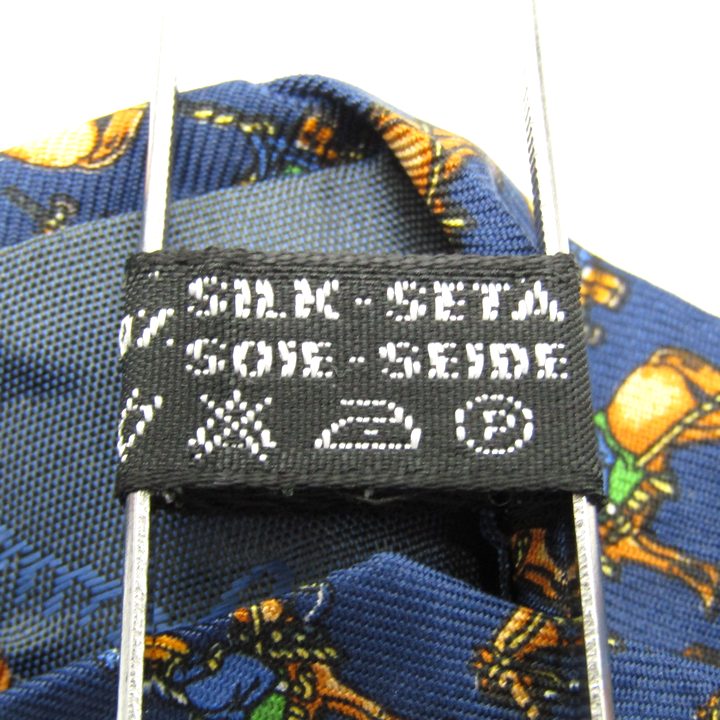 % SILK - SETA
SOIE - SEIDE
P